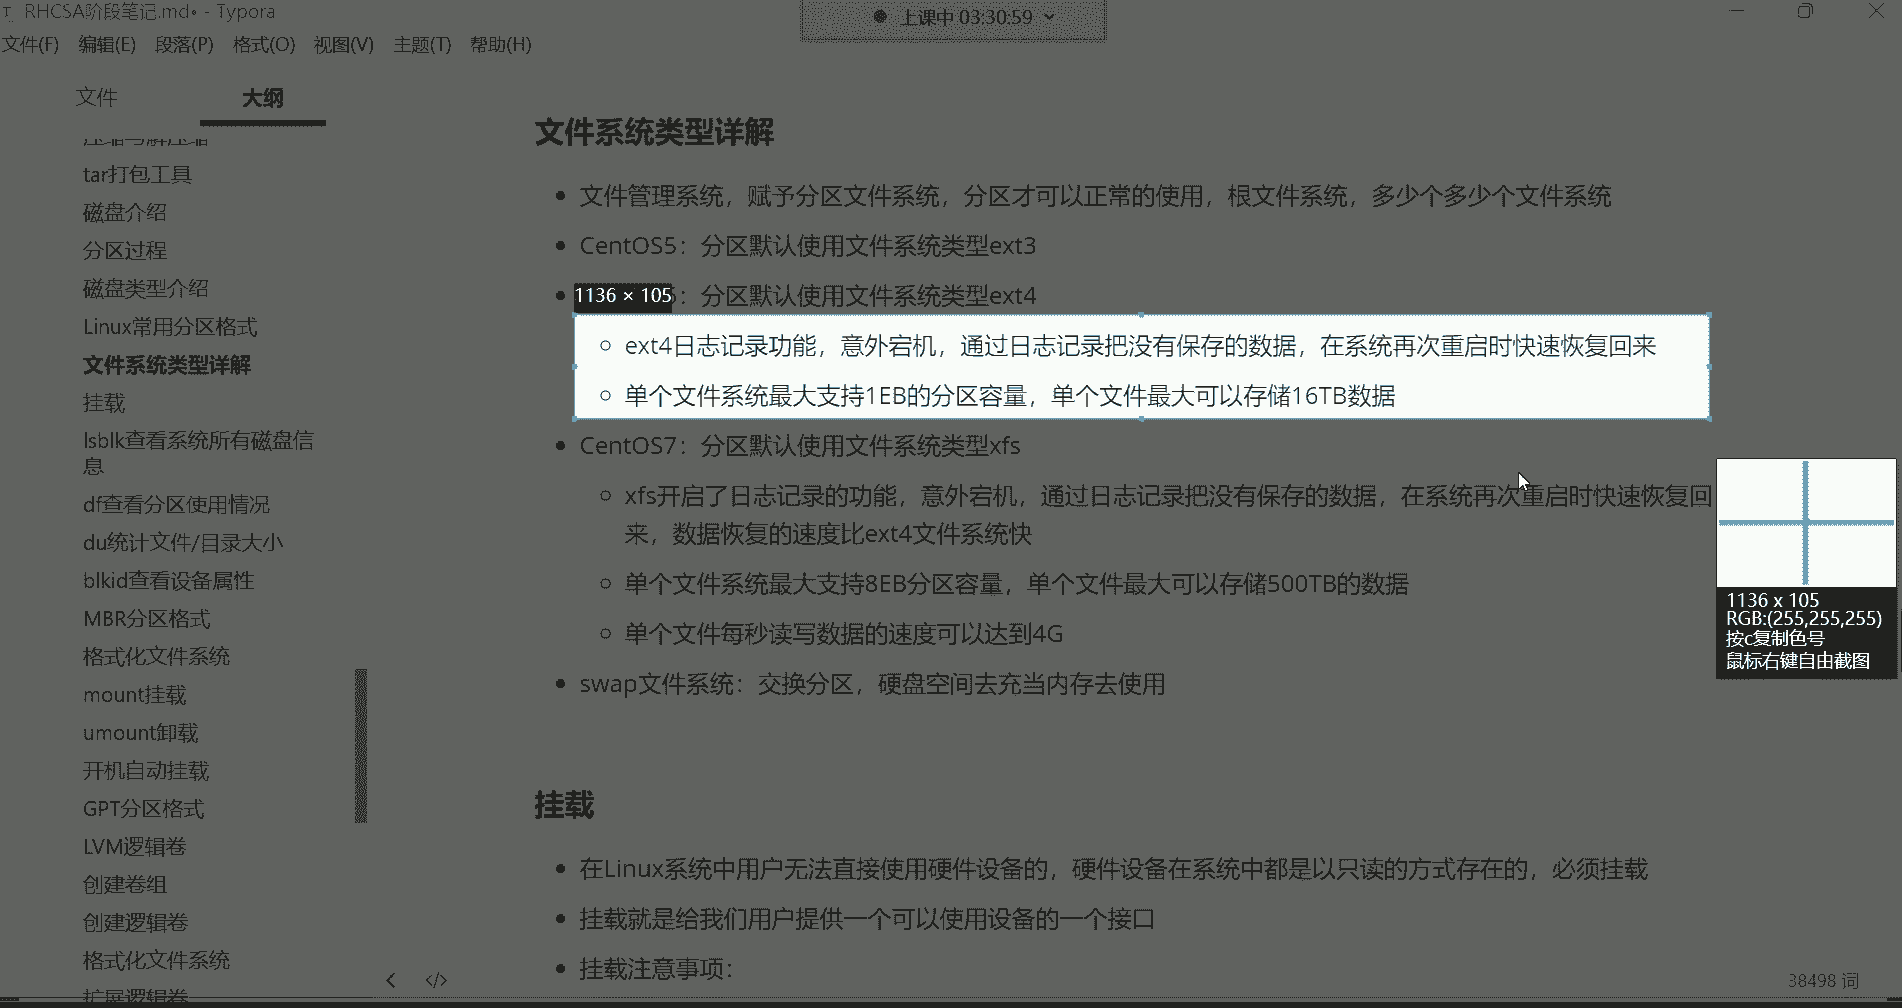 RHCSA阶段笔记.md• - Typora
上课中 03:30:59
文件(F) 编辑(E) 段落(P) 格式(O) 视图(V) 主题(T) 帮助(H)
文件 大纲
压缩与解压缩
tar打包工具
磁盘介绍
分区过程
磁盘类型介绍
Linux常用分区格式
文件系统类型详解
挂载
lsblk查看系统所有磁盘信
息
df查看分区使用情况
du统计文件/目录大小
blkid查看设备属性
MBR分区格式
格式化文件系统
mount挂载
umount卸载
开机自动挂载
GPT分区格式
LVM逻辑卷
创建卷组
创建逻辑卷
格式化文件系统
扩展逻辑卷
文件系统类型详解
文件管理系统，赋予分区文件系统，分区才可以正常的使用，根文件系统，多少个多少个文件系统
CentOS5：分区默认使用文件系统类型ext3
1136 × 105
：分区默认使用文件系统类型ext4
ext4日志记录功能，意外宕机，通过日志记录把没有保存的数据，在系统再次重启时快速恢复回来
单个文件系统最大支持1EB的分区容量，单个文件最大可以存储16TB数据
CentOS7：分区默认使用文件系统类型xfs
xfs开启了日志记录的功能，意外宕机，通过日志记录把没有保存的数据，在系统再次重启时快速恢复回
来，数据恢复的速度比ext4文件系统快
单个文件系统最大支持8EB分区容量，单个文件最大可以存储500TB的数据
单个文件每秒读写数据的速度可以达到4G
swap文件系统：交换分区，硬盘空间去充当内存去使用
挂载
在Linux系统中用户无法直接使用硬件设备的，硬件设备在系统中都是以只读的方式存在的，必须挂载
挂载就是给我们用户提供一个可以使用设备的一个接口
挂载注意事项：
1136 x 105
RGB:(255,255,255)
按c复制色号
鼠标右键自由截图
</>
38498 词